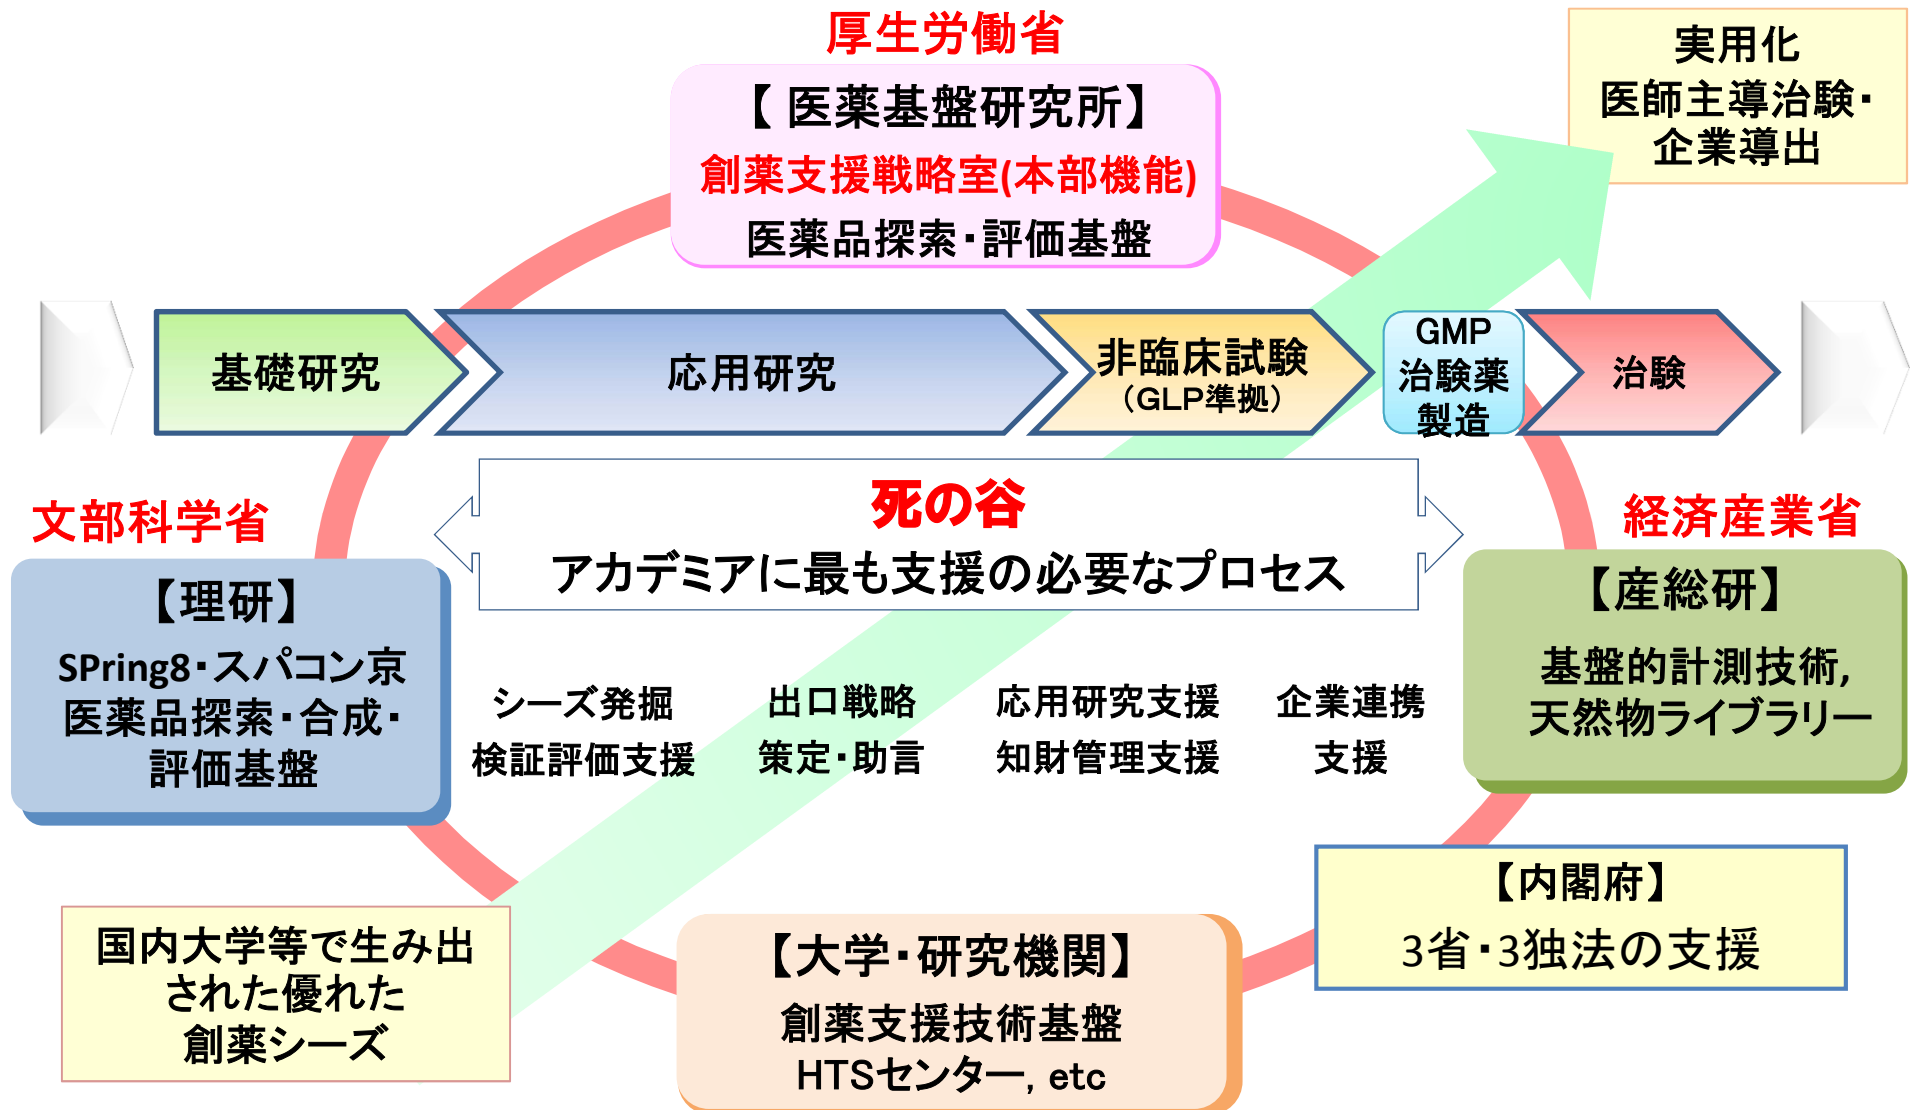 厚生労働省
【 医薬基盤研究所】
創薬支援戦略室(本部機能)
医薬品探索・評価基盤
実用化
医師主導治験・
企業導出
基礎研究
応用研究
非臨床試験
（GLP準拠）
GMP
治験薬
製造
治験
死の谷
アカデミアに最も支援の必要なプロセス
文部科学省
【理研】
SPring8・スパコン京
医薬品探索・合成・
評価基盤
経済産業省
【産総研】
基盤的計測技術,
天然物ライブラリー
シーズ発掘
検証評価支援
出口戦略
策定・助言
応用研究支援
知財管理支援
企業連携
支援
国内大学等で生み出
された優れた
創薬シーズ
【大学・研究機関】
創薬支援技術基盤
HTSセンター, etc
【内閣府】
3省・3独法の支援